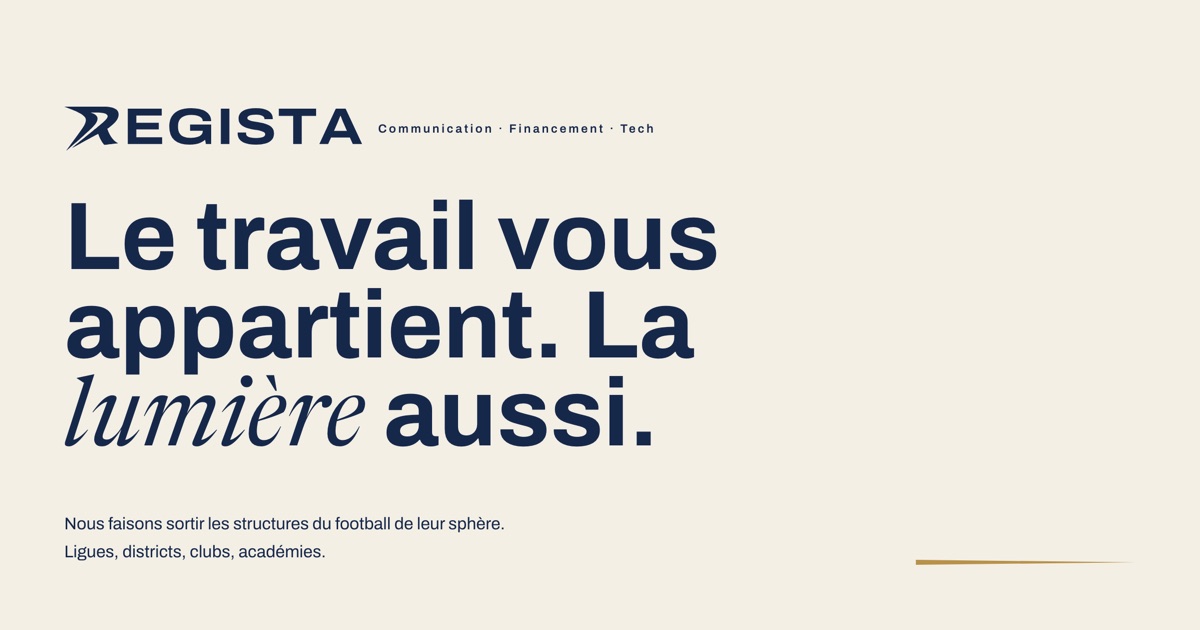 REGISTA
Communication · Financement · Tech
Le travail vous
appartient. La
lumière aussi.
Nous faisons sortir les structures du football de leur sphère.
Ligues, districts, clubs, académies.